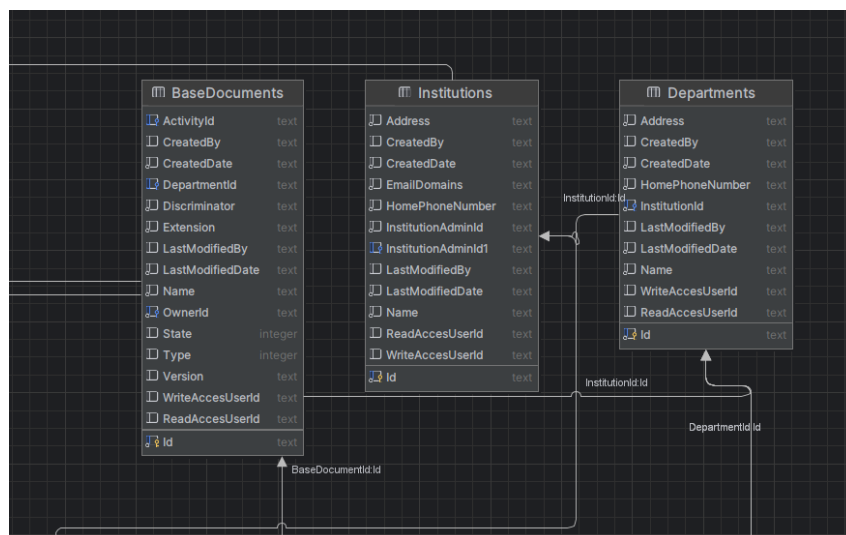 BaseDocuments
ActivityId text
CreatedBy text
CreatedDate text
DepartmentId text
Discriminator text
Extension text
LastModifiedBy text
LastModifiedDate text
Name text
OwnerId text
State integer
Type integer
Version text
WriteAccesUserId text
ReadAccesUserId text
Id text
BaseDocumentId:Id
Institutions
Address text
CreatedBy text
CreatedDate text
EmailDomains text
HomePhoneNumber text
InstitutionAdminId text
InstitutionAdminId1 text
LastModifiedBy text
LastModifiedDate text
Name text
ReadAccesUserId text
WriteAccesUserId text
Id text
InstitutionId:Id
InstitutionId:Id
Departments
Address text
CreatedBy text
CreatedDate text
HomePhoneNumber text
InstitutionId text
LastModifiedBy text
LastModifiedDate text
Name text
WriteAccesUserId text
ReadAccesUserId text
Id text
DepartmentId:Id